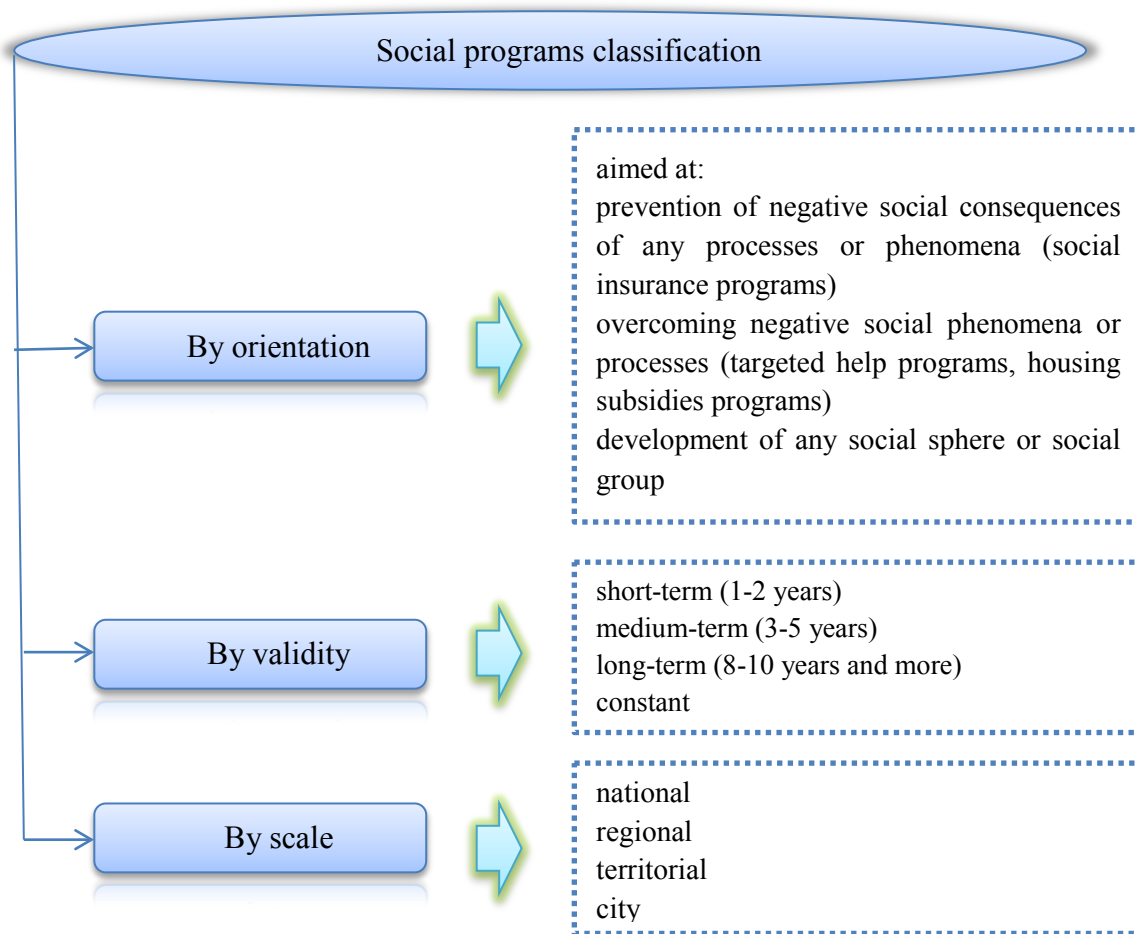 Social programs classification
aimed at:
prevention of negative social consequences
of any processes or phenomena (social
insurance programs)
overcoming negative social phenomena or
processes (targeted help programs, housing
subsidies programs)
development of any social sphere or social
group
By orientation
short-term (1-2 years)
medium-term (3-5 years)
long-term (8-10 years and more)
constant
By validity
national
regional
territorial
city
By scale